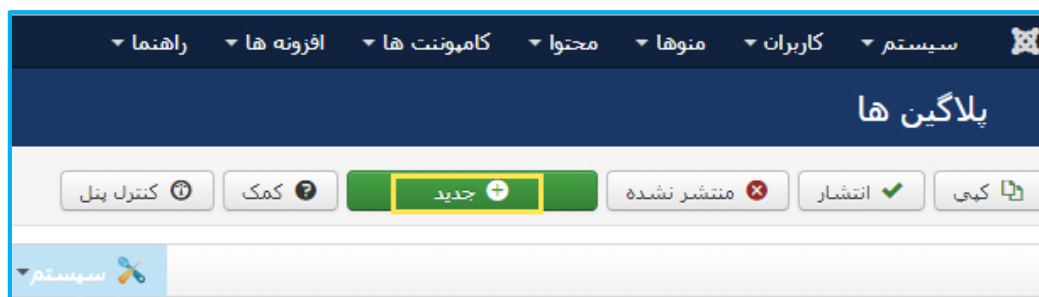 سیستم کاربران منوها محتوا کامپوننت ها افزونه ها راهنما
پلاگین ها
کپی انتشار منتشر نشده جدید کمک کنترل پنل
سیستم